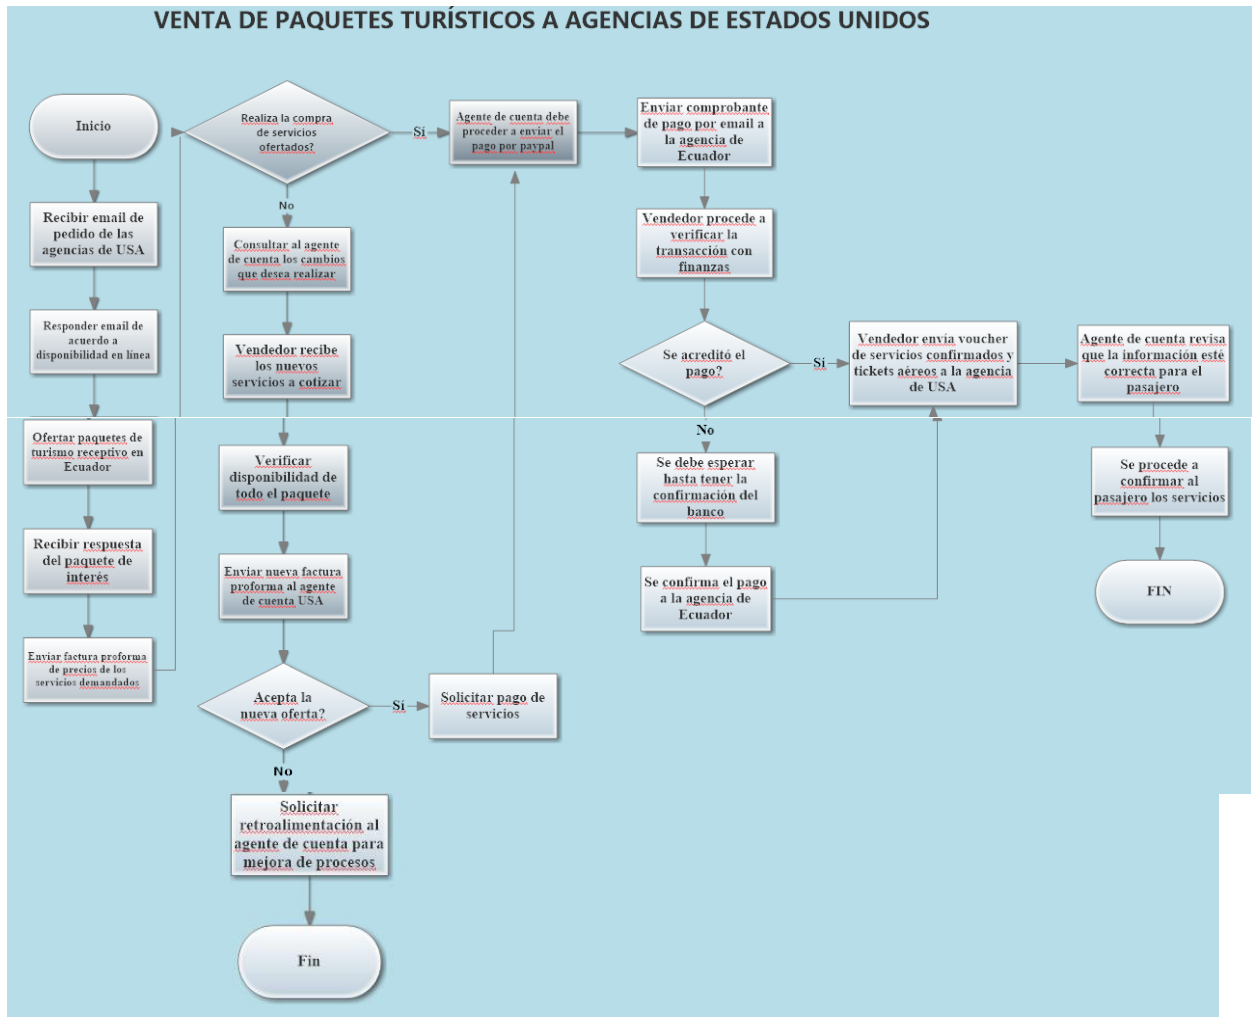 VENTA DE PAQUETES TURÍSTICOS A AGENCIAS DE ESTADOS UNIDOS
Inicio
Recibir email de
pedido de las
agencias de USA
Responder email de
acuerdo a
disponibilidad en línea
Ofertar paquetes de
turismo receptivo en
Ecuador
Recibir respuesta
del paquete de
interés
Enviar factura proforma
de precios de los
servicios demandados
Realiza la compra
de servicios
ofertados?
Sí
No
Consultar al agente
de cuenta los cambios
que desea realizar
Vendedor recibe
los nuevos
servicios a cotizar
Verificar
disponibilidad de
todo el paquete
Enviar nueva factura
proforma al agente
de cuenta USA
Acepta la
nueva oferta?
Sí
Solicitar pago de
servicios
No
Solicitar
retroalimentación al
agente de cuenta para
mejora de procesos
Fin
Agente de cuenta debe
proceder a enviar el
pago por paypal
Enviar comprobante
de pago por email a
la agencia de
Ecuador
Vendedor procede a
verificar la
transacción con
finanzas
Se acreditó el
pago?
Sí
No
Se debe esperar
hasta tener la
confirmación del
banco
Se confirma el pago
a la agencia de
Ecuador
Vendedor envía voucher
de servicios confirmados y
tickets aéreos a la agencia
de USA
Agente de cuenta revisa
que la información esté
correcta para el
pasajero
Se procede a
confirmar al
pasajero los servicios
FIN